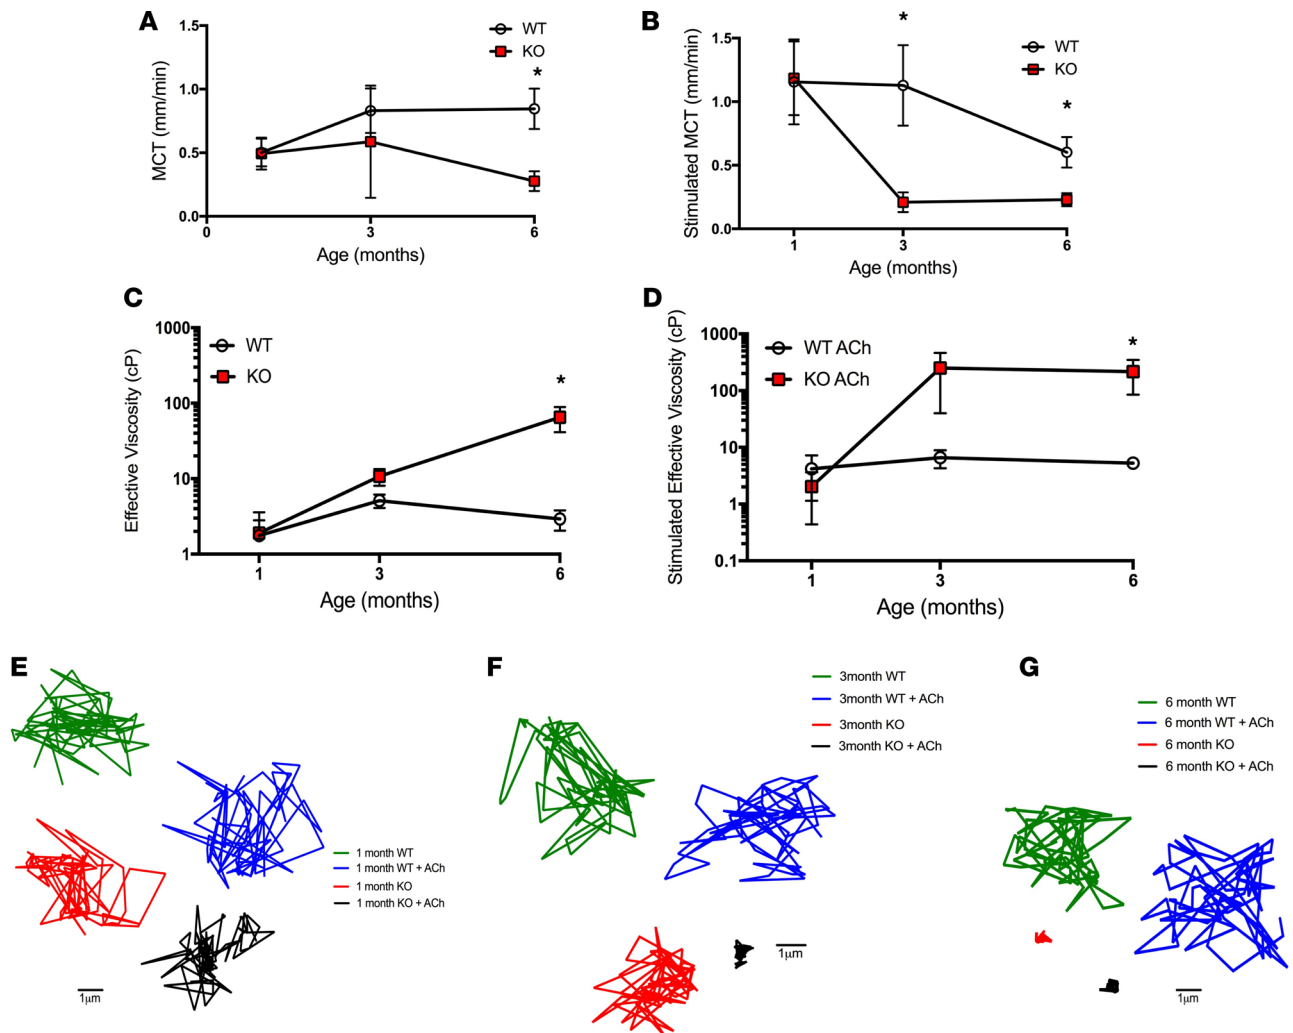 A
MCT (mm/min)
1.5
1.0
0.5
0.0
0
3
6
Age (months)
WT
KO
*
B
Stimulated MCT (mm/min)
1.5
1.0
0.5
0.0
1
3
6
Age (months)
WT
KO
*
*
C
Effective Viscosity (cP)
1000
100
10
1
1
3
6
Age (months)
WT
KO
*
D
Stimulated Effective Viscosity (cP)
1000
100
10
1
0.1
1
3
6
Age (months)
WT ACh
KO ACh
*
E
1 month WT
1 month WT + ACh
1 month KO
1 month KO + ACh
1μm
F
3month WT
3month WT + ACh
3month KO
3month KO + ACh
1μm
G
6 month WT
6 month WT + ACh
6 month KO
6 month KO + ACh
1μm